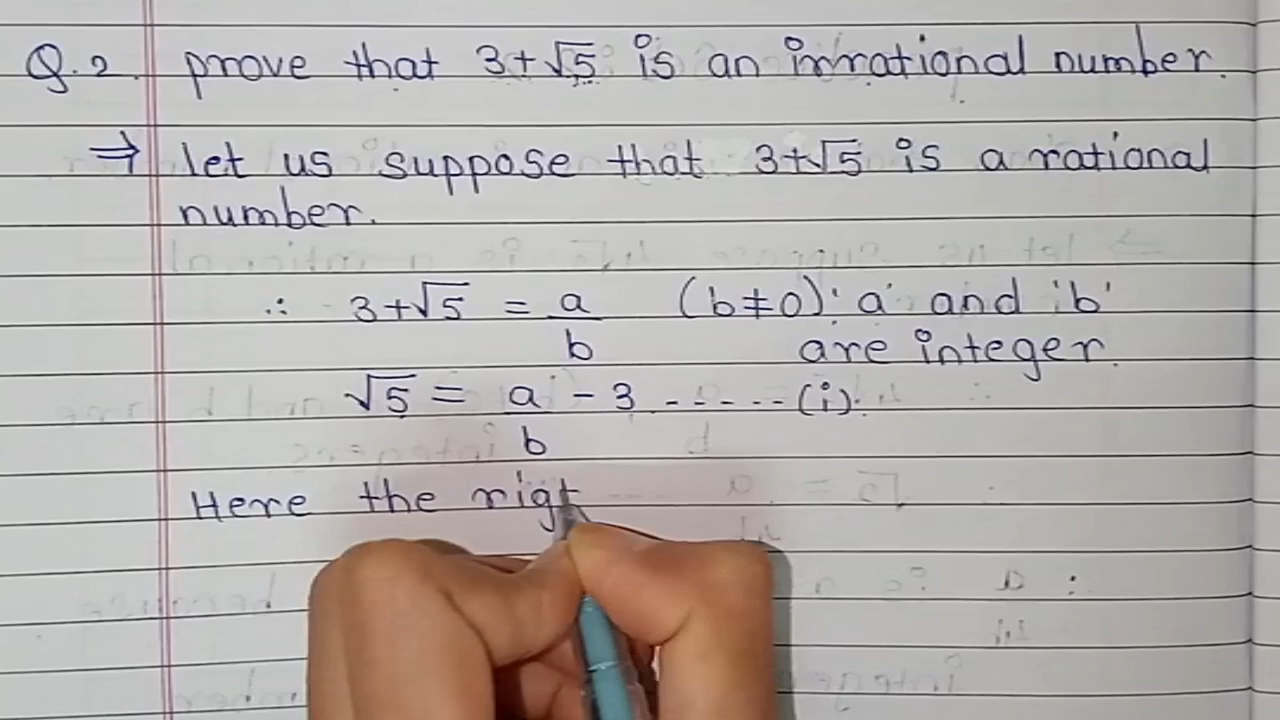 Q.2. prove that 3+√5 is an irrational number.
⇒ let us suppose that 3+√5 is a rational
number.
∴ 3+√5 = a/b (b≠0) 'a' and 'b'
are integer.
√5 = a/b - 3 ------(i).
Here the rigt